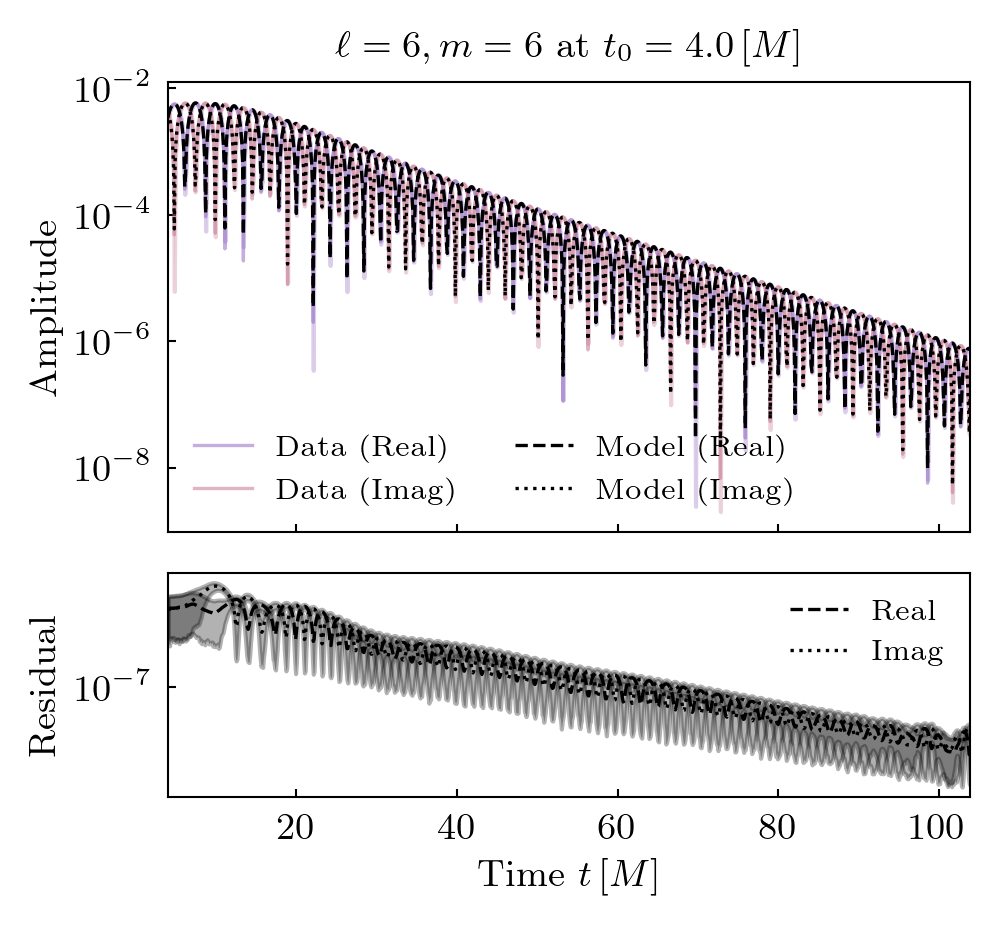 ℓ = 6, m = 6 at t₀ = 4.0 [M]
10⁻²
10⁻⁴
10⁻⁶
10⁻⁸
Amplitude
Data (Real)
Data (Imag)
Model (Real)
Model (Imag)
Residual
10⁻⁷
Real
Imag
20 40 60 80 100
Time t [M]